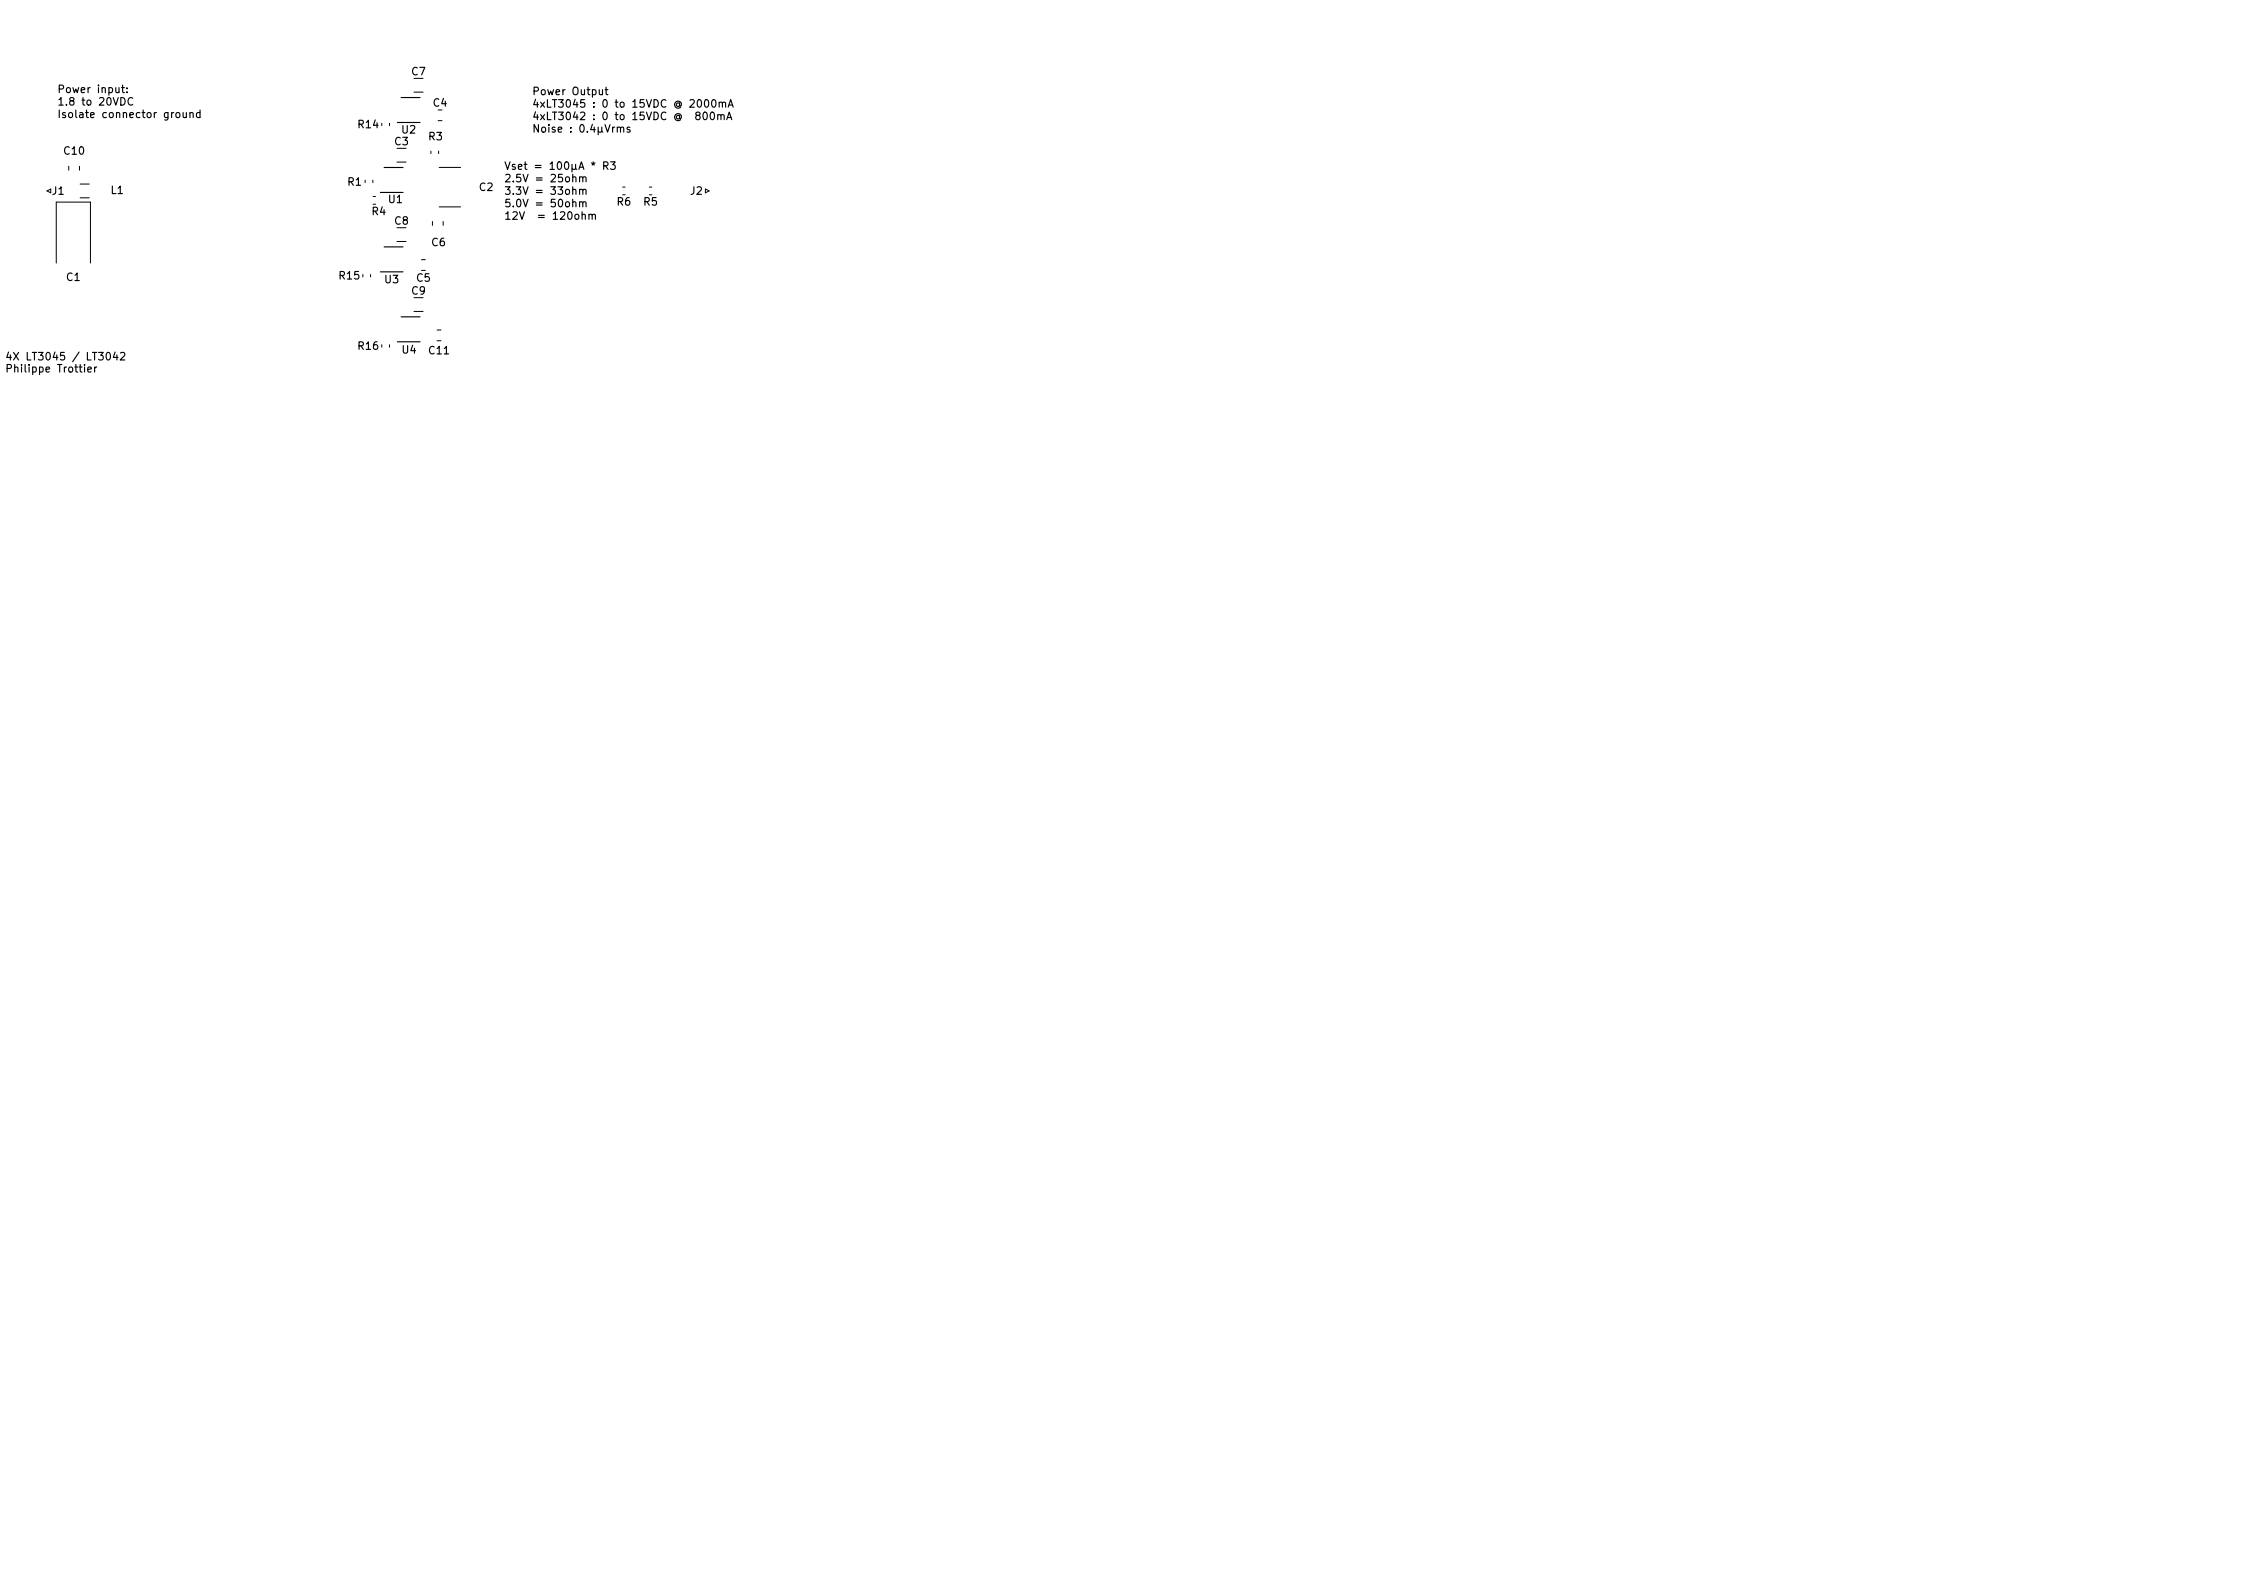 C7
Power input:
1.8 to 20VDC
Isolate connector ground
Power Output
4xLT3045 : 0 to 15VDC @ 2000mA
4xLT3042 : 0 to 15VDC @  800mA
Noise : 0.4µVrms
C4
R14
U2
R3
C3
C10
Vset = 100µA * R3
2.5V = 25ohm
3.3V = 33ohm
5.0V = 50ohm
12V  = 120ohm
R1
U1
C2
J1
L1
R6
R5
J2
R4
C8
C6
R15
U3
C5
C1
C9
R16
U4
C11
4X LT3045 / LT3042
Philippe Trottier